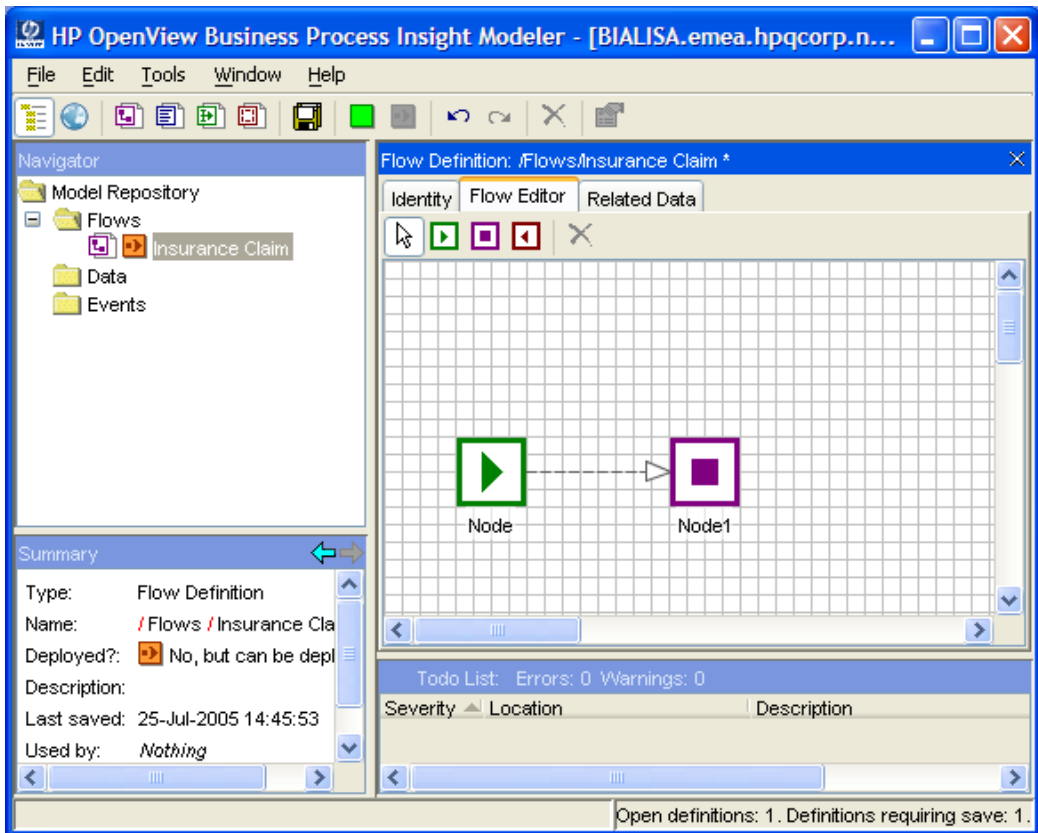 HP OpenView Business Process Insight Modeler - [BIALISA.emea.hpqcorp.n...
File Edit Tools Window Help
Navigator
Model Repository
Flows
Insurance Claim
Data
Events
Flow Definition: /Flows/Insurance Claim *
Identity Flow Editor Related Data
Node Node1
Summary
Type: Flow Definition
Name: / Flows / Insurance Cla
Deployed?: No, but can be depl
Description:
Last saved: 25-Jul-2005 14:45:53
Used by: Nothing
Todo List: Errors: 0 Warnings: 0
Severity Location Description
Open definitions: 1. Definitions requiring save: 1.